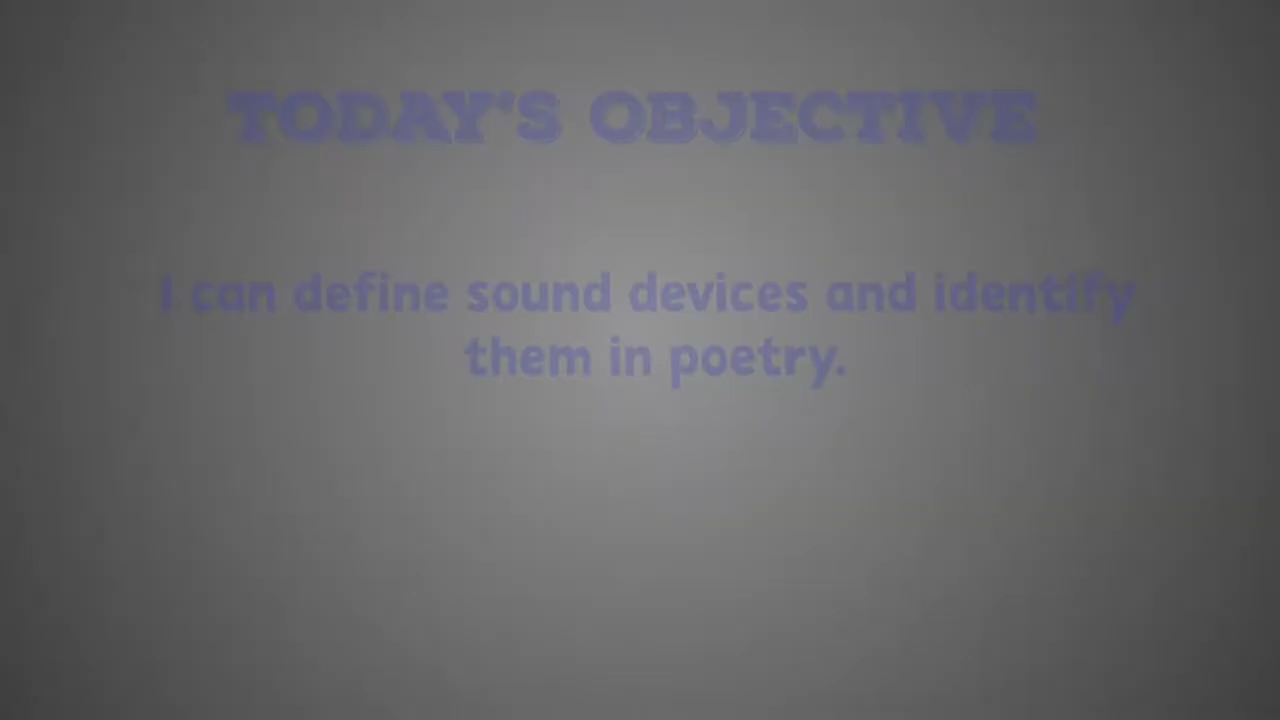 TODAY'S OBJECTIVE
I can define sound devices and identify
them in poetry.